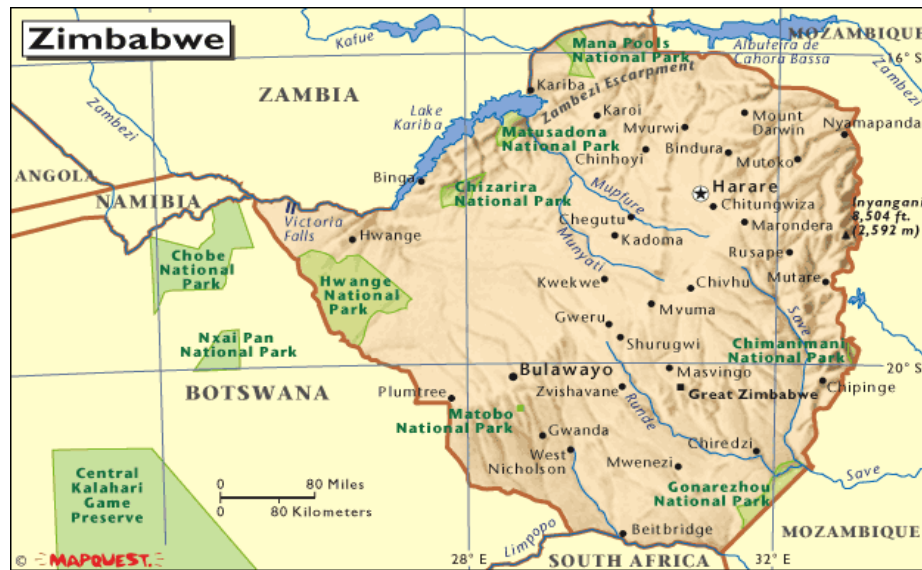 Zimbabwe
MOZAMBIQUE
Kafue
Mana Pools
National Park
Albufeira de
Cahora Bassa
16° S
Zambezi
ZAMBIA
Kariba
Zambezi Escarpment
Zambezi
Lake
Kariba
Karoi
Mount
Darwin
Matusadona
National Park
Mvurwi
Nyamapanda
Chinhoyi
Bindura
Mutoko
ANGOLA
Binga
Chizarira
National Park
Mupfure
Harare
NAMIBIA
Chitungwiza
Inyangani
8,504 ft.
(2,592 m)
Victoria
Falls
Hwange
Chegutu
Marondera
Kadoma
Munyati
Rusape
Chobe
National
Park
Hwange
National
Park
Kwekwe
Chivhu
Mutare
Mvuma
Save
Gweru
Nxai Pan
National Park
Shurugwi
Chimanimani
National Park
20° S
BOTSWANA
Bulawayo
Masvingo
Plumtree
Zvishavane
Great Zimbabwe
Chipinge
Matobo
National Park
Runde
Gwanda
West
Nicholson
Chiredzi
Mwenezi
Save
Central
Kalahari
Game
Preserve
0 80 Miles
0 80 Kilometers
Gonarezhou
National Park
Limpopo
Beitbridge
MOZAMBIQUE
© MAPQUEST.
28° E
SOUTH AFRICA
32° E